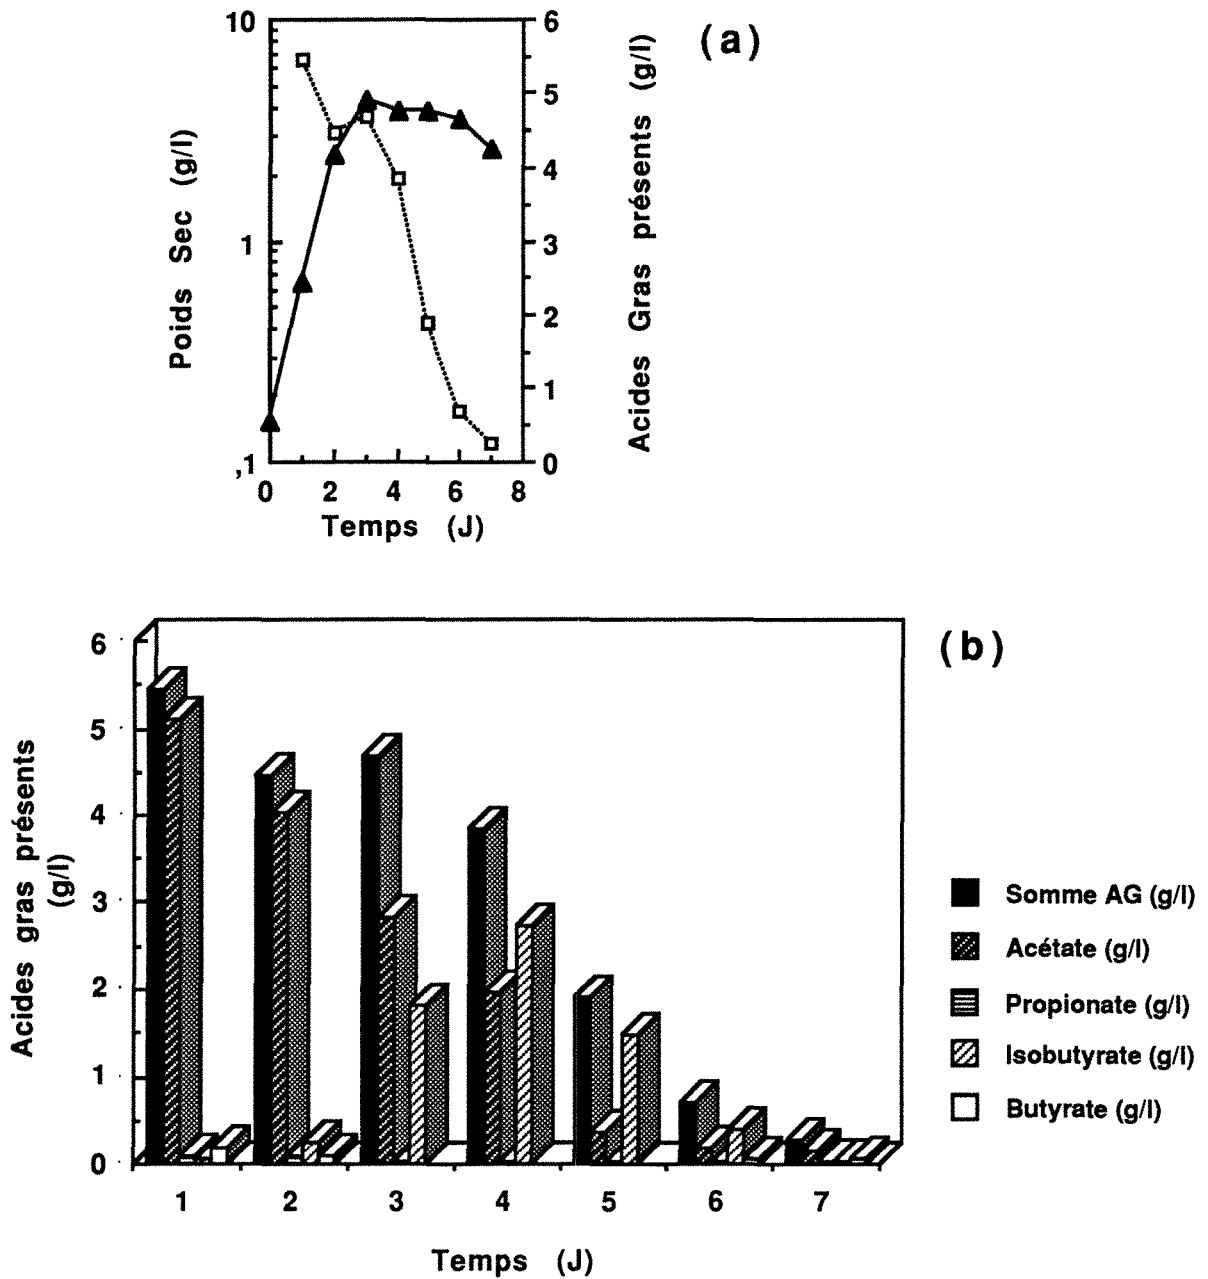 (a)
Poids Sec (g/l)
10
1
,1
6
5
4
3
2
1
0
Acides Gras présents (g/l)
0 2 4 6 8
Temps (J)
(b)
Acides gras présents
(g/l)
6
5
4
3
2
1
0
1 2 3 4 5 6 7
Temps (J)
Somme AG (g/l)
Acétate (g/l)
Propionate (g/l)
Isobutyrate (g/l)
Butyrate (g/l)